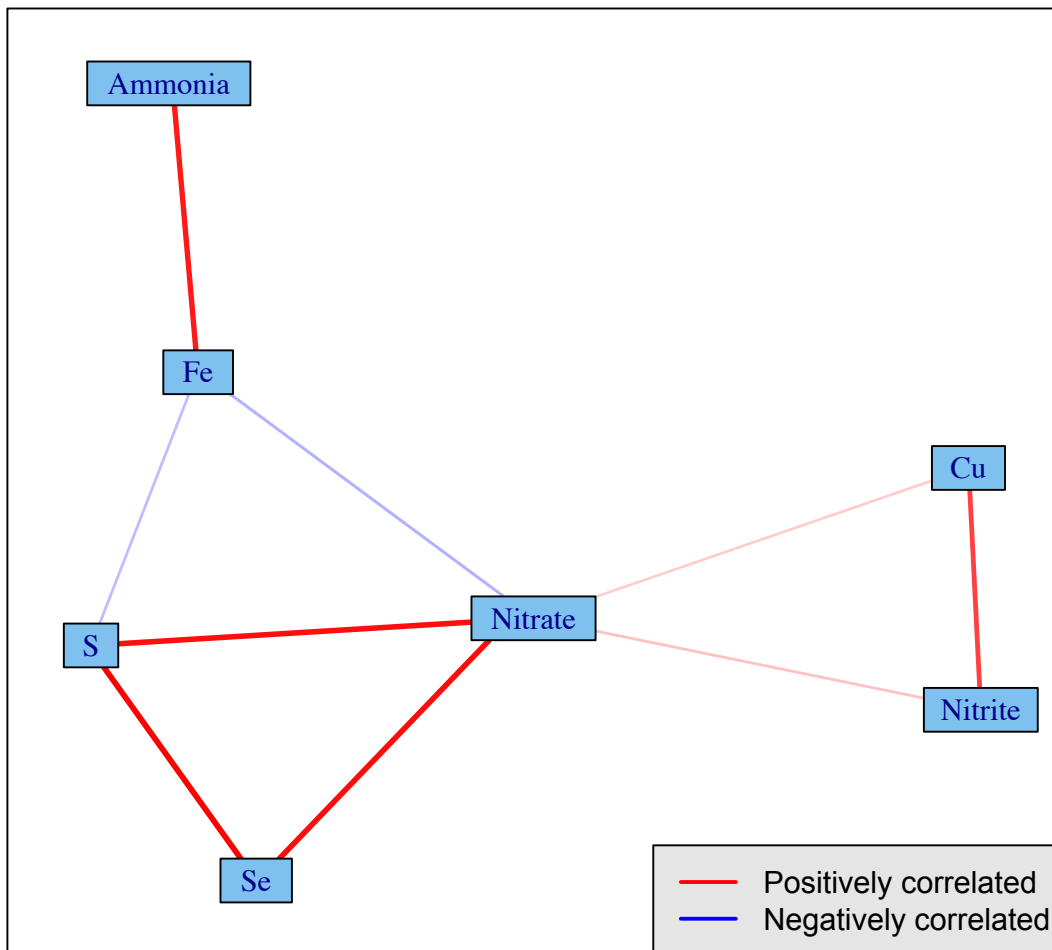 Ammonia
Fe
Cu
Nitrate
S
Nitrite
Se
Positively correlated
Negatively correlated